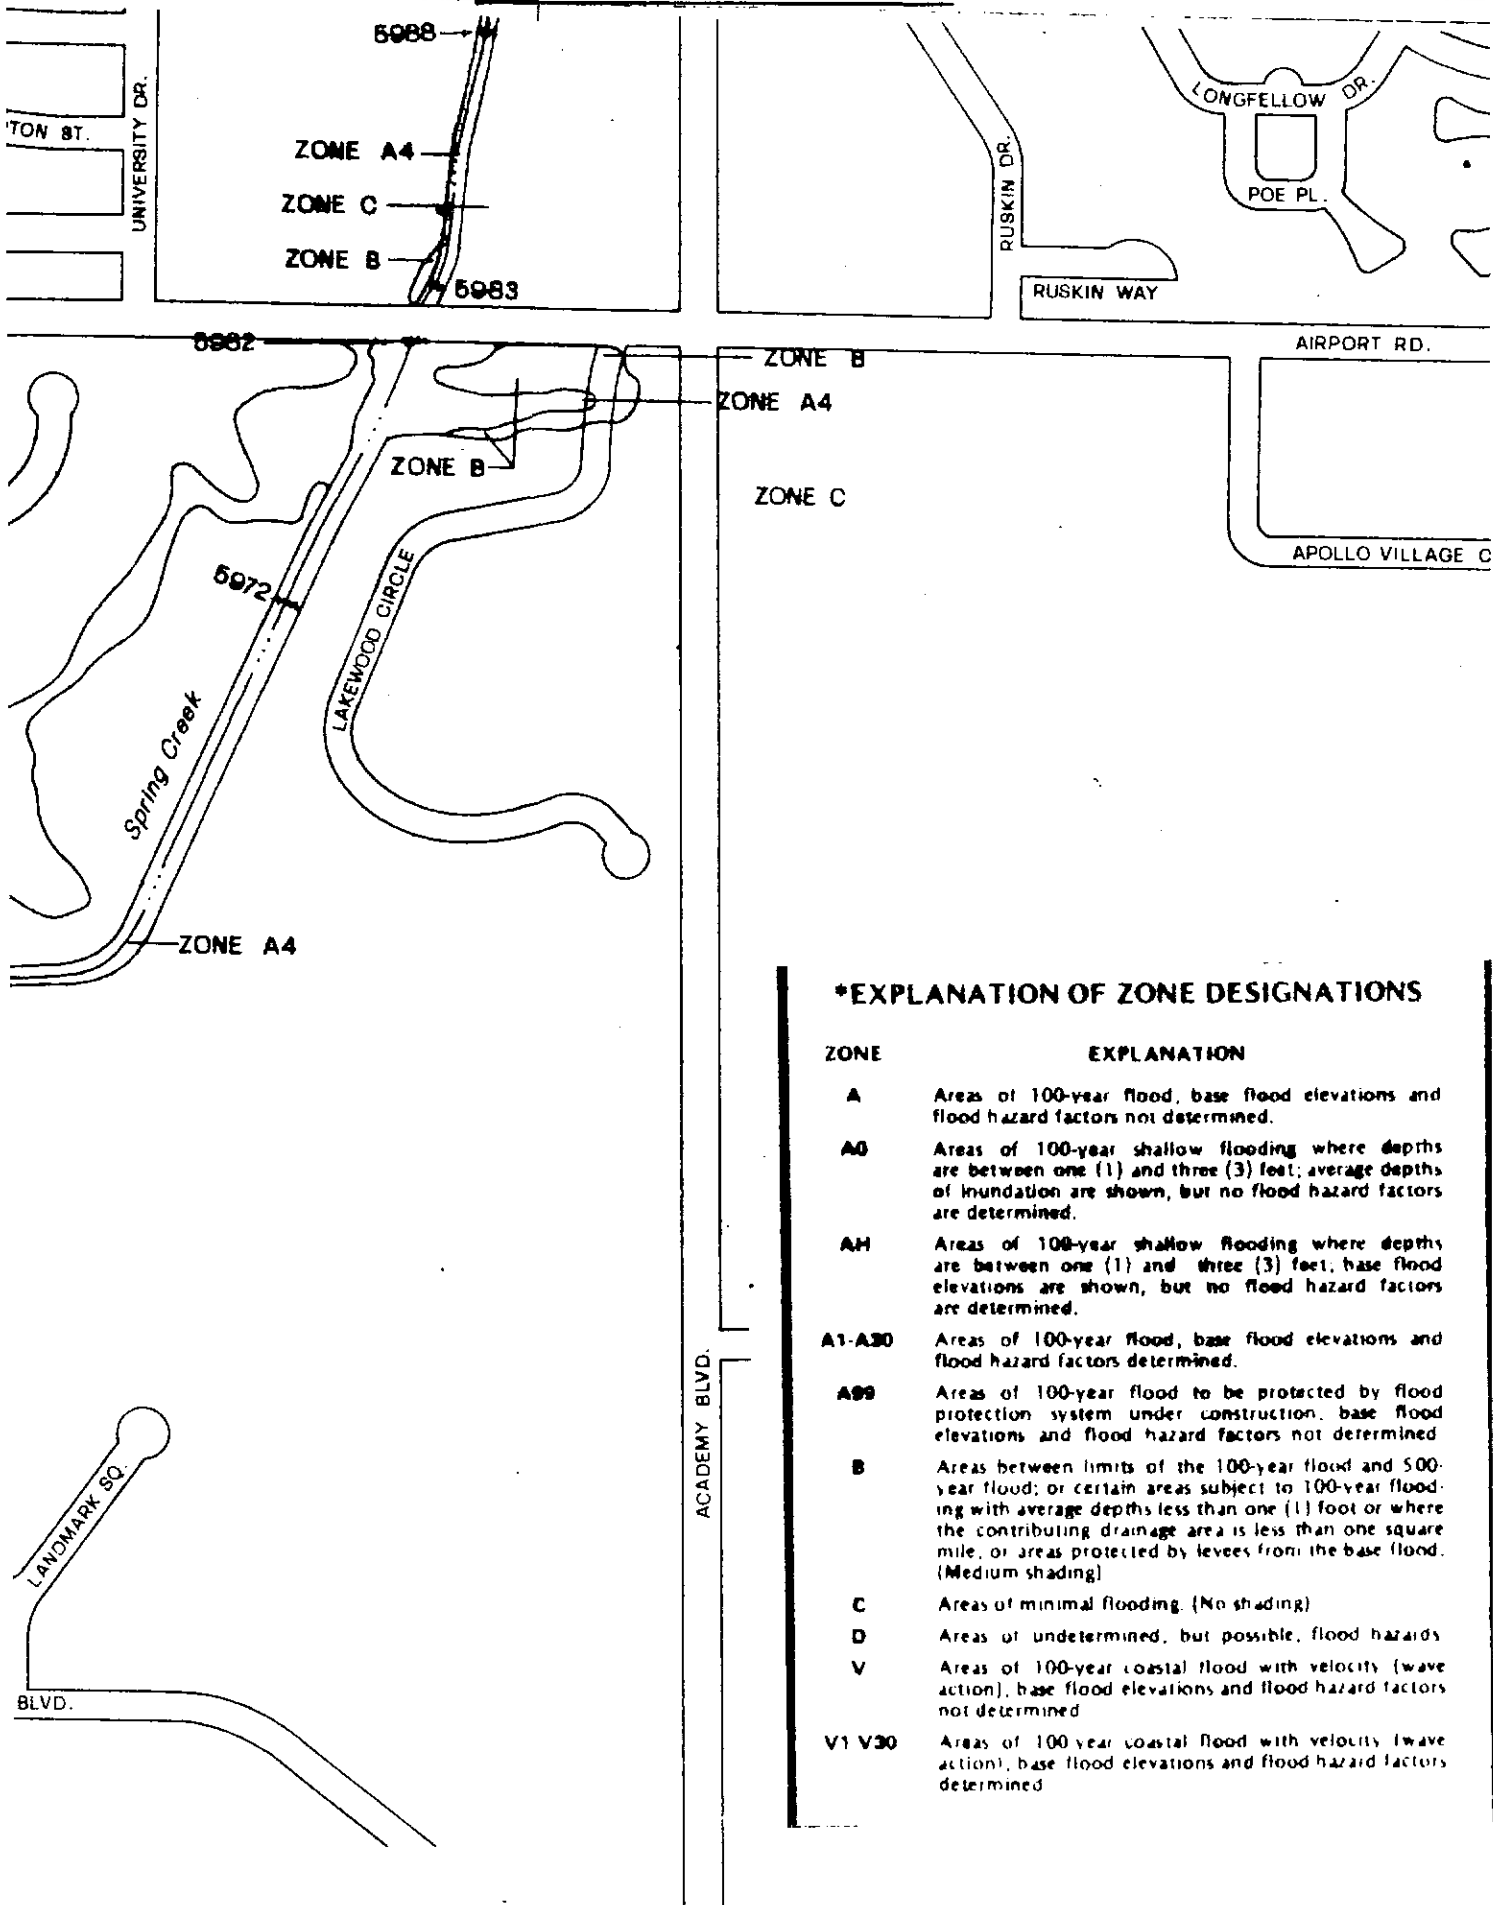 5988
LONGFELLOW DR.
TON ST.
UNIVERSITY DR.
ZONE A4
ZONE C
ZONE B
5983
RUSKIN DR.
POE PL.
RUSKIN WAY
5982
AIRPORT RD.
ZONE B
ZONE A4
ZONE B
ZONE C
APOLLO VILLAGE C
5972
LAKEWOOD CIRCLE
Spring Creek
ZONE A4
ACADEMY BLVD.
LANDMARK SQ.
BLVD.
*EXPLANATION OF ZONE DESIGNATIONS
ZONE EXPLANATION
A Areas of 100-year flood, base flood elevations and
flood hazard factors not determined.
A0 Areas of 100-year shallow flooding where depths
are between one (1) and three (3) feet; average depths
of inundation are shown, but no flood hazard factors
are determined.
AH Areas of 100-year shallow flooding where depths
are between one (1) and three (3) feet; base flood
elevations are shown, but no flood hazard factors
are determined.
A1-A30 Areas of 100-year flood, base flood elevations and
flood hazard factors determined.
A99 Areas of 100-year flood to be protected by flood
protection system under construction, base flood
elevations and flood hazard factors not determined
B Areas between limits of the 100-year flood and 500-
year flood; or certain areas subject to 100-year flood-
ing with average depths less than one (1) foot or where
the contributing drainage area is less than one square
mile, or areas protected by levees from the base flood.
(Medium shading)
C Areas of minimal flooding. (No shading)
D Areas of undetermined, but possible, flood hazards
V Areas of 100-year coastal flood with velocity (wave
action), base flood elevations and flood hazard factors
not determined
V1 V30 Areas of 100 year coastal flood with velocity (wave
action), base flood elevations and flood hazard factors
determined